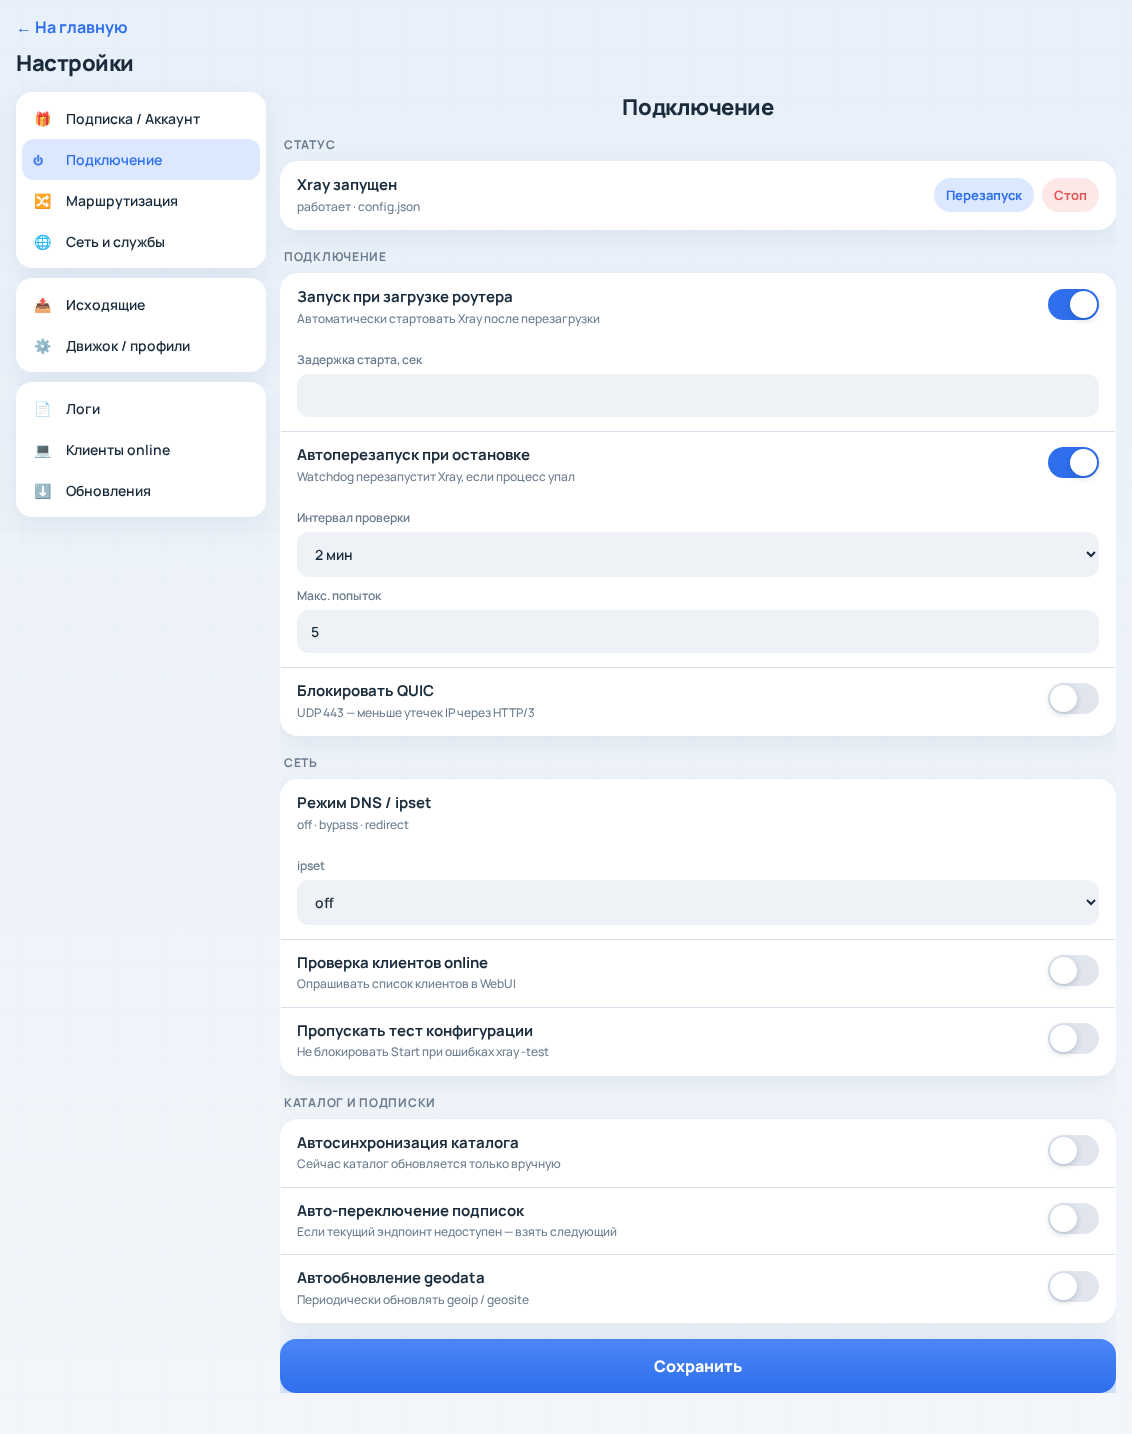 ← На главную
Настройки
Подписка / Аккаунт
Подключение
Маршрутизация
Сеть и службы
Исходящие
Движок / профили
Логи
Клиенты online
Обновления
Подключение
СТАТУС
Xray запущен
работает · config.json
Перезапуск
Стоп
ПОДКЛЮЧЕНИЕ
Запуск при загрузке роутера
Автоматически стартовать Xray после перезагрузки
Задержка старта, сек
Автоперезапуск при остановке
Watchdog перезапустит Xray, если процесс упал
Интервал проверки
2 мин
Макс. попыток
5
Блокировать QUIC
UDP 443 — меньше утечек IP через HTTP/3
СЕТЬ
Режим DNS / ipset
off · bypass · redirect
ipset
off
Проверка клиентов online
Опрашивать список клиентов в WebUI
Пропускать тест конфигурации
Не блокировать Start при ошибках xray -test
КАТАЛОГ И ПОДПИСКИ
Автосинхронизация каталога
Сейчас каталог обновляется только вручную
Авто-переключение подписок
Если текущий эндпоинт недоступен — взять следующий
Автообновление geodata
Периодически обновлять geoip / geosite
Сохранить